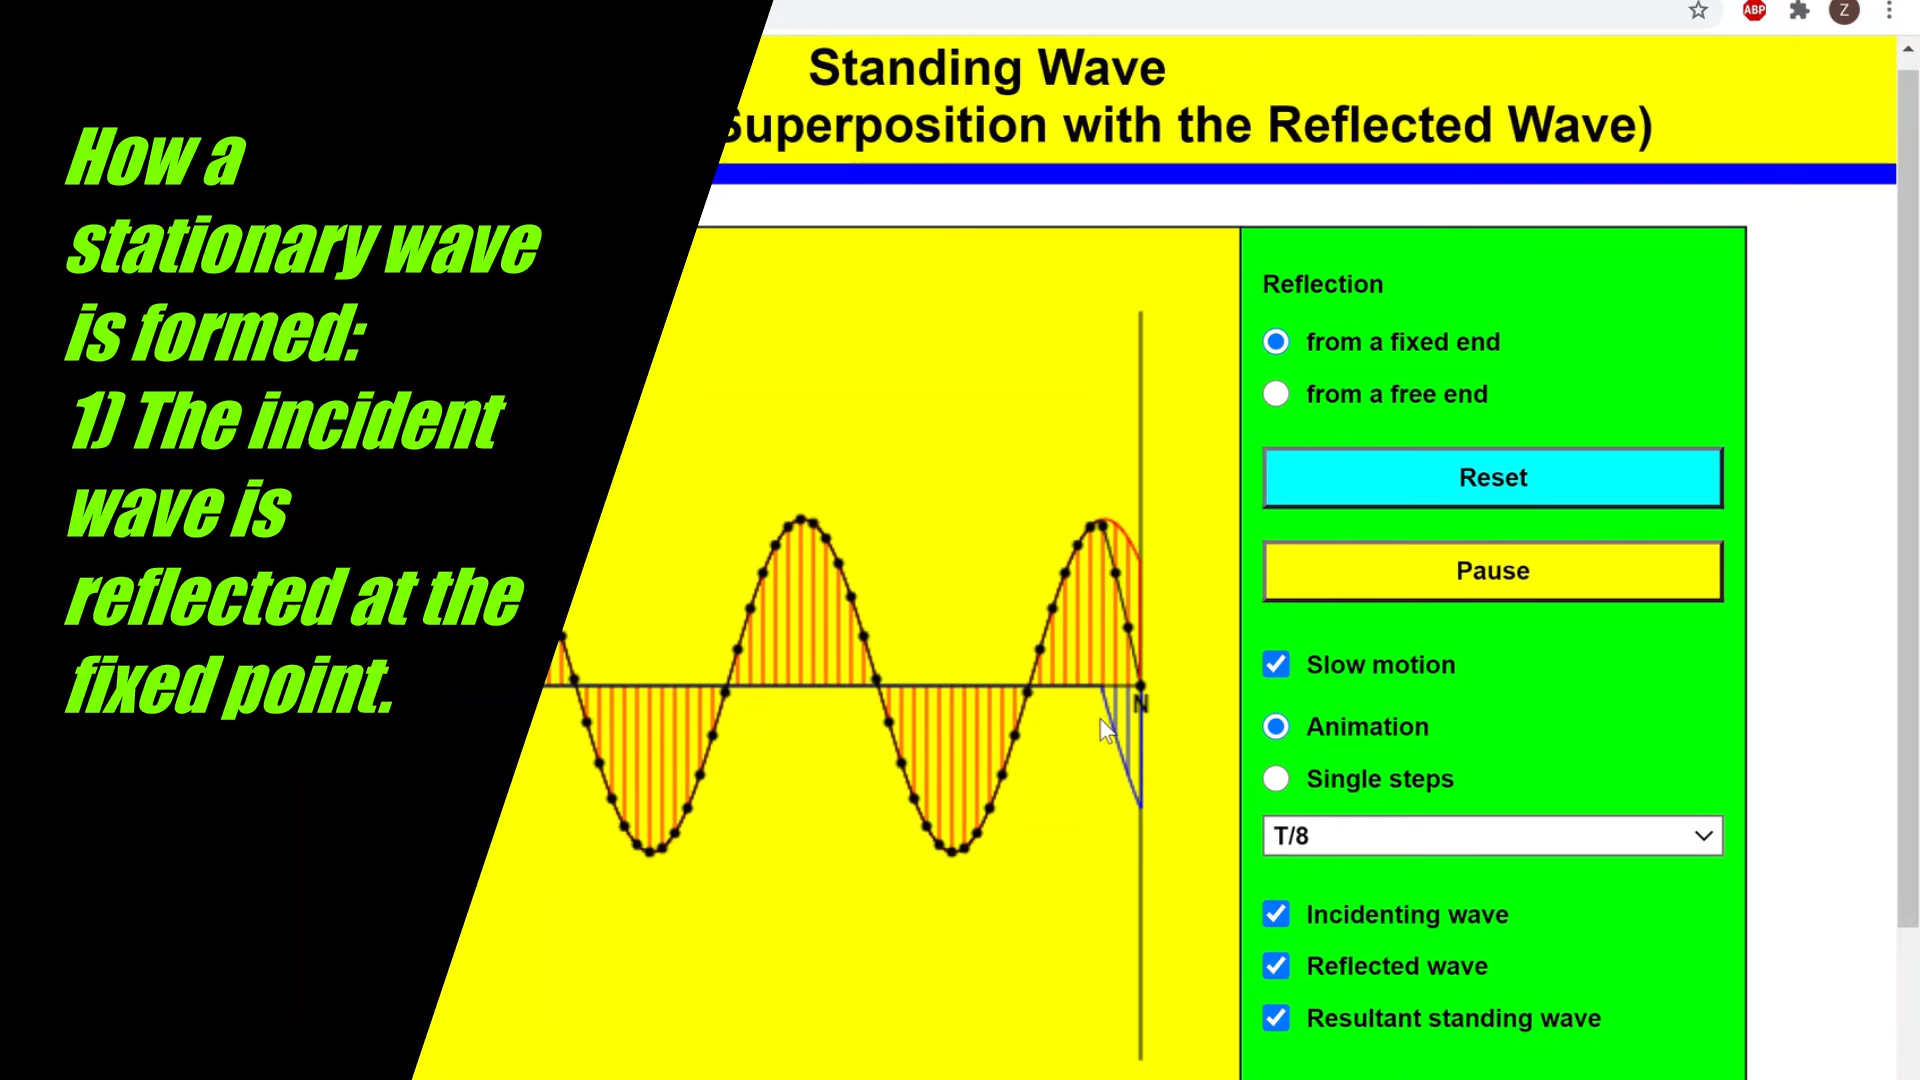 How a
stationary wave
is formed:
1) The incident
wave is
reflected at the
fixed point.
ABP
Z
Standing Wave
Superposition with the Reflected Wave)
N
Reflection
from a fixed end
from a free end
Reset
Pause
Slow motion
Animation
Single steps
T/8
Incidenting wave
Reflected wave
Resultant standing wave